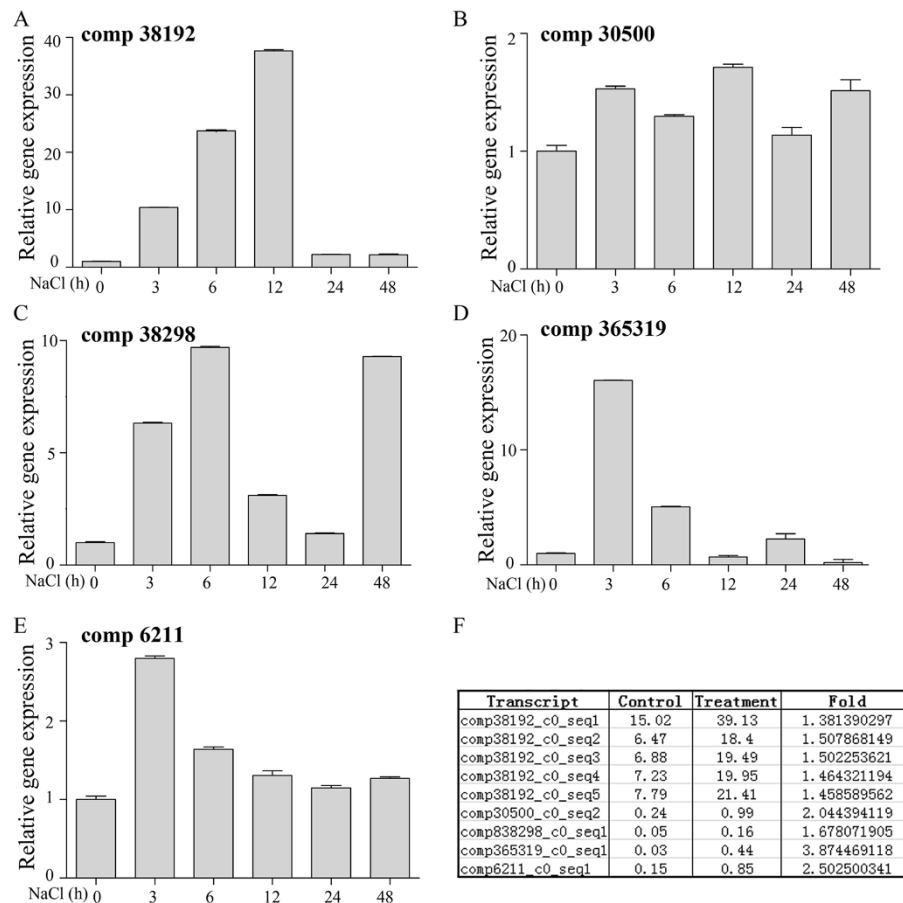 A
comp 38192
Relative gene expression
40
30
20
10
0
NaCl (h) 0 3 6 12 24 48
B
comp 30500
Relative gene expression
2
1
0
NaCl (h) 0 3 6 12 24 48
C
comp 38298
Relative gene expression
10
5
0
NaCl (h) 0 3 6 12 24 48
D
comp 365319
Relative gene expression
20
10
0
NaCl (h) 0 3 6 12 24 48
E
comp 6211
Relative gene expression
3
2
1
0
NaCl (h) 0 3 6 12 24 48
F
Transcript Control Treatment Fold
comp38192_c0_seq1 15.02 39.13 1.381390297
comp38192_c0_seq2 6.47 18.4 1.507868149
comp38192_c0_seq3 6.88 19.49 1.502253621
comp38192_c0_seq4 7.23 19.95 1.464321194
comp38192_c0_seq5 7.79 21.41 1.458589562
comp30500_c0_seq2 0.24 0.99 2.044394119
comp838298_c0_seq1 0.05 0.16 1.678071905
comp365319_c0_seq1 0.03 0.44 3.874469118
comp6211_c0_seq1 0.15 0.85 2.502500341